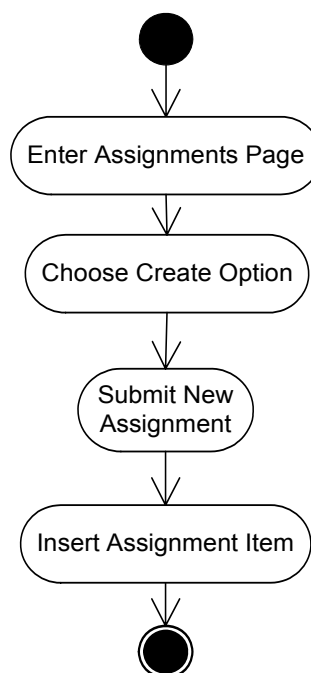 Enter Assignments Page
Choose Create Option
Submit New
Assignment
Insert Assignment Item